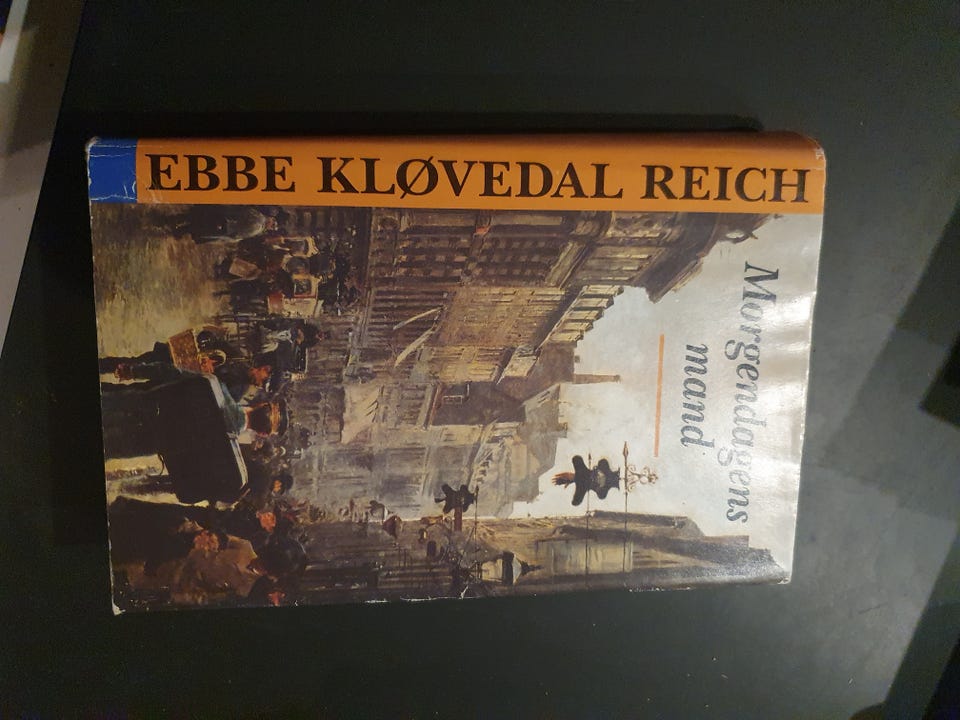 EBBE KLØVEDAL REICH
Morgendagens
mand